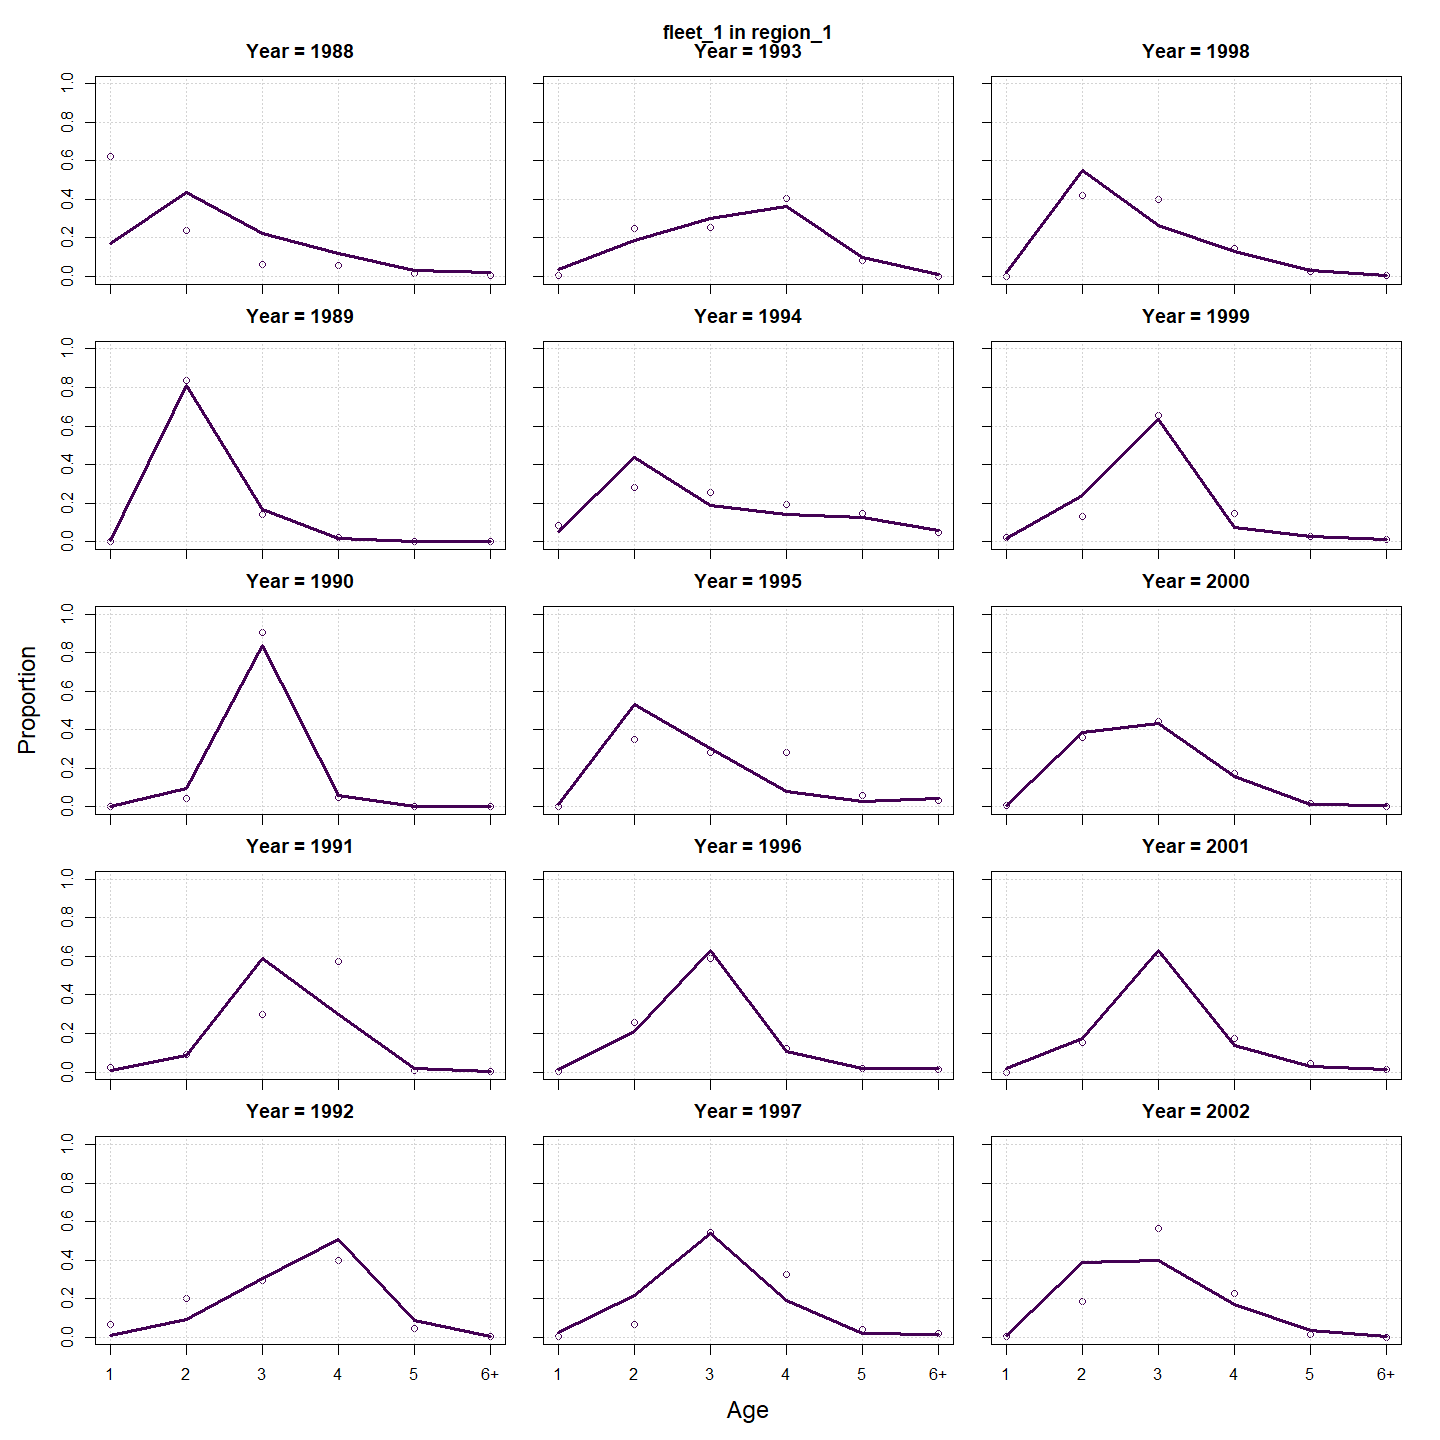 fleet_1 in region_1
Year = 1988
Year = 1993
Year = 1998
0.0 0.2 0.4 0.6 0.8 1.0
Year = 1989
Year = 1994
Year = 1999
0.0 0.2 0.4 0.6 0.8 1.0
Year = 1990
Year = 1995
Year = 2000
0.0 0.2 0.4 0.6 0.8 1.0
Proportion
Year = 1991
Year = 1996
Year = 2001
0.0 0.2 0.4 0.6 0.8 1.0
Year = 1992
Year = 1997
Year = 2002
0.0 0.2 0.4 0.6 0.8 1.0
1 2 3 4 5 6+
1 2 3 4 5 6+
1 2 3 4 5 6+
Age